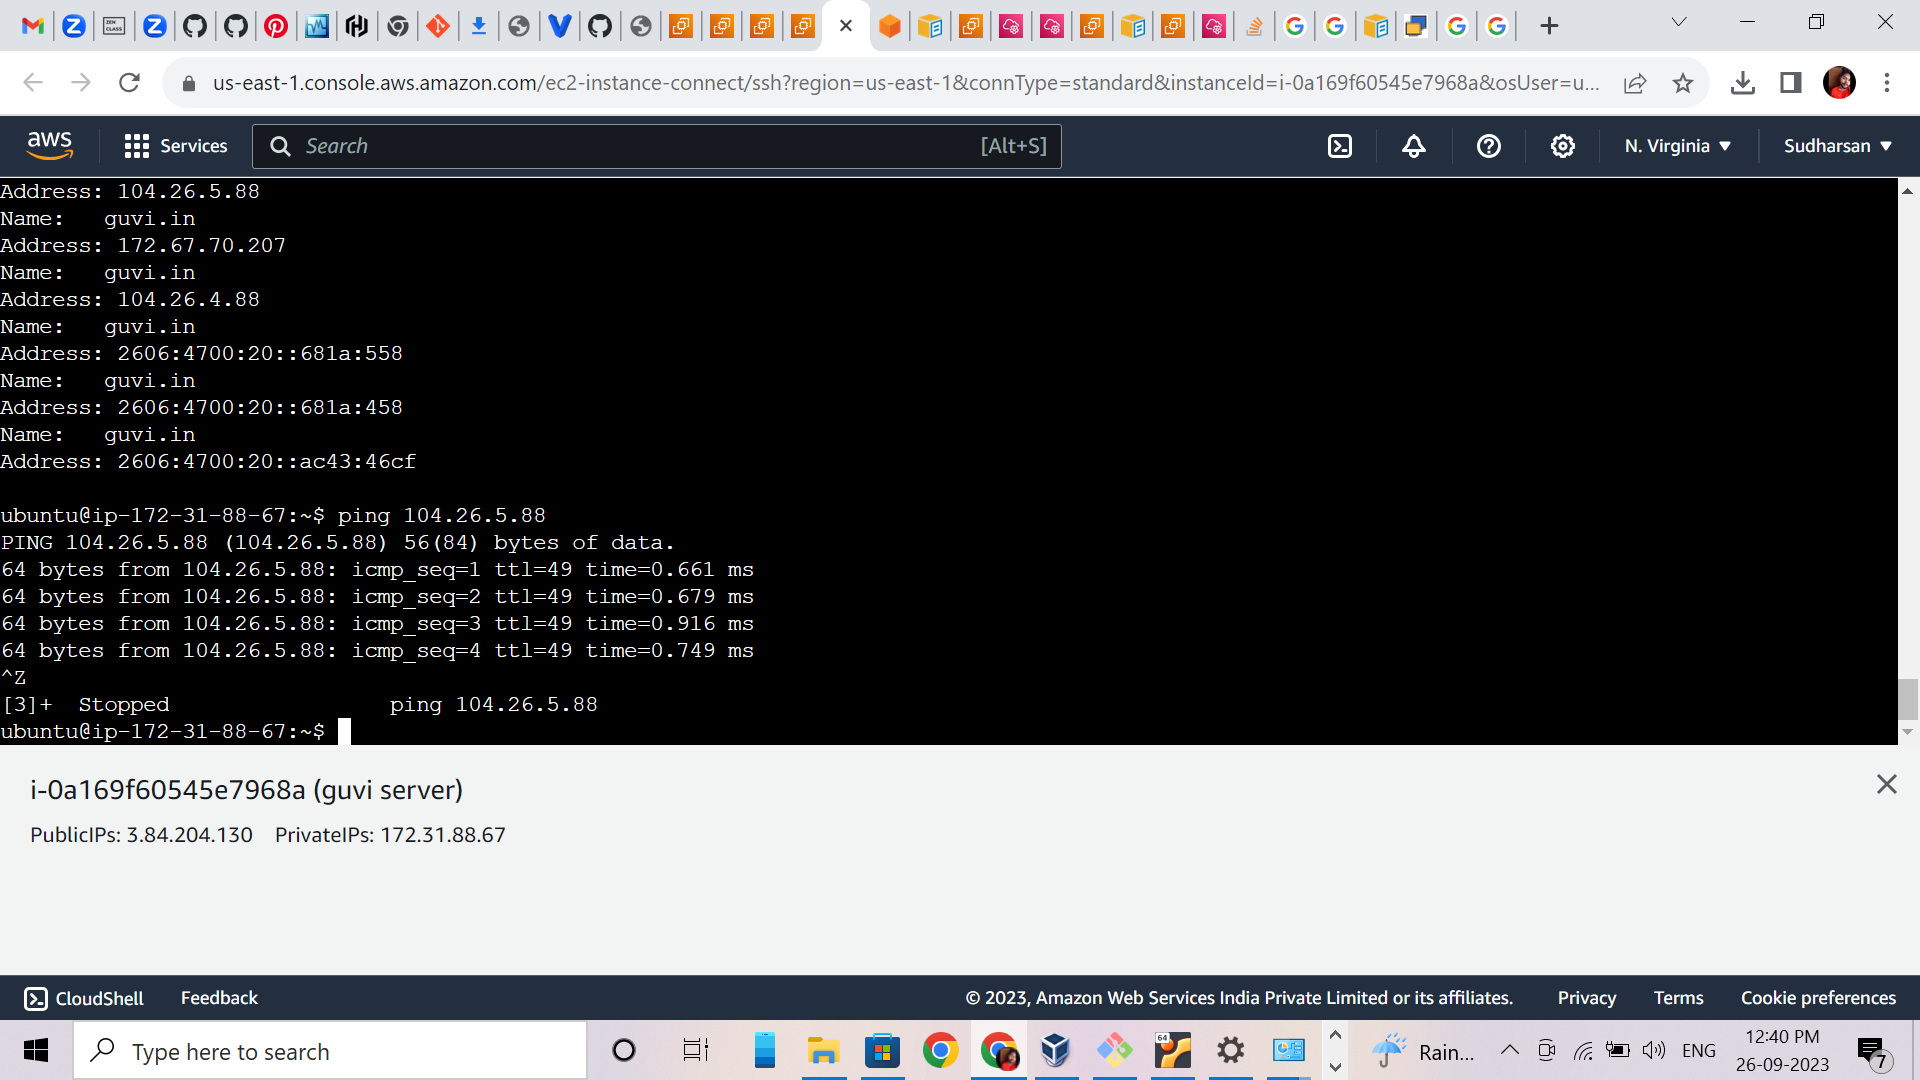 us-east-1.console.aws.amazon.com/ec2-instance-connect/ssh?region=us-east-1&connType=standard&instanceId=i-0a169f60545e7968a&osUser=u...
aws
Services
Search
[Alt+S]
N. Virginia
Sudharsan
Address: 104.26.5.88
Name: guvi.in
Address: 172.67.70.207
Name: guvi.in
Address: 104.26.4.88
Name: guvi.in
Address: 2606:4700:20::681a:558
Name: guvi.in
Address: 2606:4700:20::681a:458
Name: guvi.in
Address: 2606:4700:20::ac43:46cf
ubuntu@ip-172-31-88-67:~$ ping 104.26.5.88
PING 104.26.5.88 (104.26.5.88) 56(84) bytes of data.
64 bytes from 104.26.5.88: icmp_seq=1 ttl=49 time=0.661 ms
64 bytes from 104.26.5.88: icmp_seq=2 ttl=49 time=0.679 ms
64 bytes from 104.26.5.88: icmp_seq=3 ttl=49 time=0.916 ms
64 bytes from 104.26.5.88: icmp_seq=4 ttl=49 time=0.749 ms
^Z
[3]+ Stopped ping 104.26.5.88
ubuntu@ip-172-31-88-67:~$
i-0a169f60545e7968a (guvi server)
PublicIPs: 3.84.204.130 PrivateIPs: 172.31.88.67
CloudShell
Feedback
© 2023, Amazon Web Services India Private Limited or its affiliates.
Privacy
Terms
Cookie preferences
Type here to search
64
Rain...
ENG
12:40 PM
26-09-2023
7